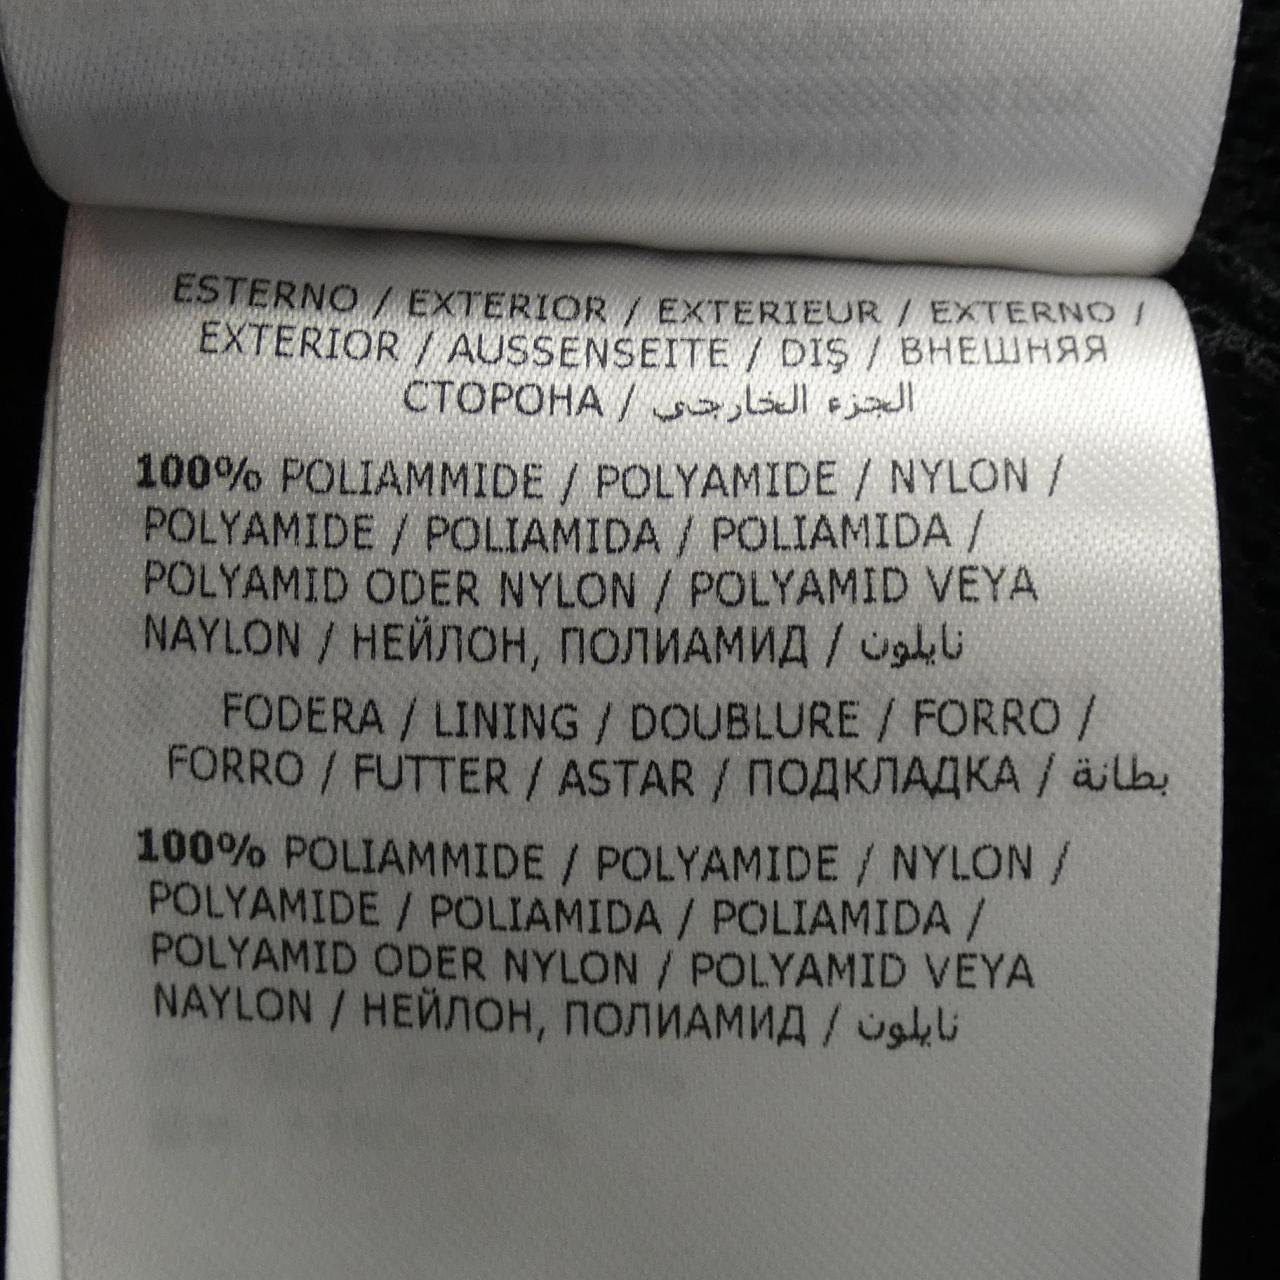 ESTERNO / EXTERIOR / EXTERIEUR / EXTERNO /
EXTERIOR / AUSSENSEITE / DIŞ / ВНЕШНЯЯ
СТОРОНА / الجزء الخارجي
100% POLIAMMIDE / POLYAMIDE / NYLON /
POLYAMIDE / POLIAMIDA / POLIAMIDA /
POLYAMID ODER NYLON / POLYAMID VEYA
NAYLON / НЕЙЛОН, ПОЛИАМИД / نايلون
FODERA / LINING / DOUBLURE / FORRO /
FORRO / FUTTER / ASTAR / ПОДКЛАДКА / بطانة
100% POLIAMMIDE / POLYAMIDE / NYLON /
POLYAMIDE / POLIAMIDA / POLIAMIDA /
POLYAMID ODER NYLON / POLYAMID VEYA
NAYLON / НЕЙЛОН, ПОЛИАМИД / نايلون